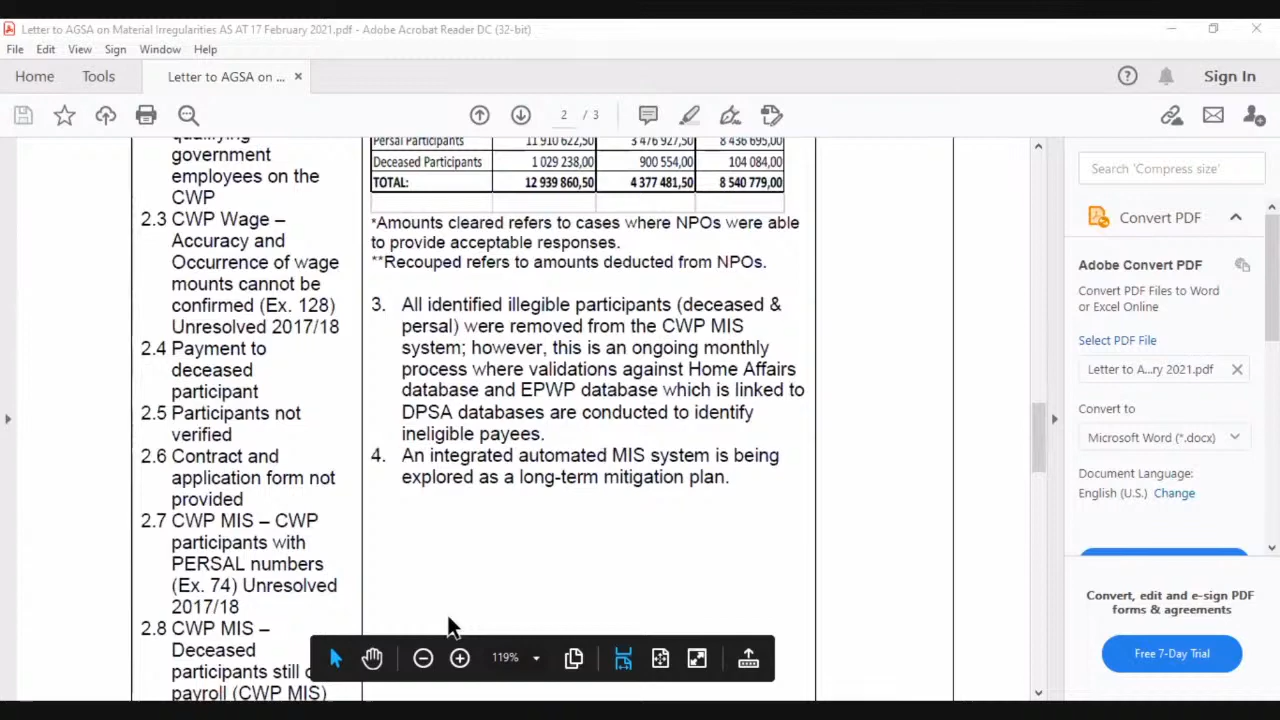 Letter to AGSA on Material Irregularities AS AT 17 February 2021.pdf - Adobe Acrobat Reader DC (32-bit)
File Edit View Sign Window Help
Home Tools Letter to AGSA on ... × Sign In
2 / 3
qualifying
government
employees on the
CWP
2.3 CWP Wage –
Accuracy and
Occurrence of wage
mounts cannot be
confirmed (Ex. 128)
Unresolved 2017/18
2.4 Payment to
deceased
participant
2.5 Participants not
verified
2.6 Contract and
application form not
provided
2.7 CWP MIS – CWP
participants with
PERSAL numbers
(Ex. 74) Unresolved
2017/18
2.8 CWP MIS –
Deceased
participants still
payroll (CWP MIS)
Persal Participants 11 910 622,50 3 476 927,50 8 436 695,00
Deceased Participants 1 029 238,00 900 554,00 104 084,00
TOTAL: 12 939 860,50 4 377 481,50 8 540 779,00
*Amounts cleared refers to cases where NPOs were able
to provide acceptable responses.
**Recouped refers to amounts deducted from NPOs.
3. All identified illegible participants (deceased &
persal) were removed from the CWP MIS
system; however, this is an ongoing monthly
process where validations against Home Affairs
database and EPWP database which is linked to
DPSA databases are conducted to identify
ineligible payees.
4. An integrated automated MIS system is being
explored as a long-term mitigation plan.
119%
Search 'Compress size'
Convert PDF
Adobe Convert PDF
Convert PDF Files to Word
or Excel Online
Select PDF File
Letter to A...ry 2021.pdf
Convert to
Microsoft Word (*.docx)
Document Language:
English (U.S.) Change
Convert, edit and e-sign PDF
forms & agreements
Free 7-Day Trial